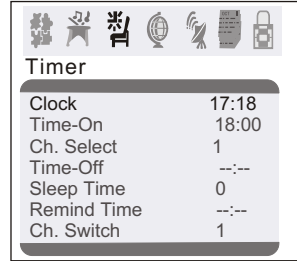 Timer
Clock 17:18
Time-On 18:00
Ch. Select 1
Time-Off --:--
Sleep Time 0
Remind Time --:--
Ch. Switch 1